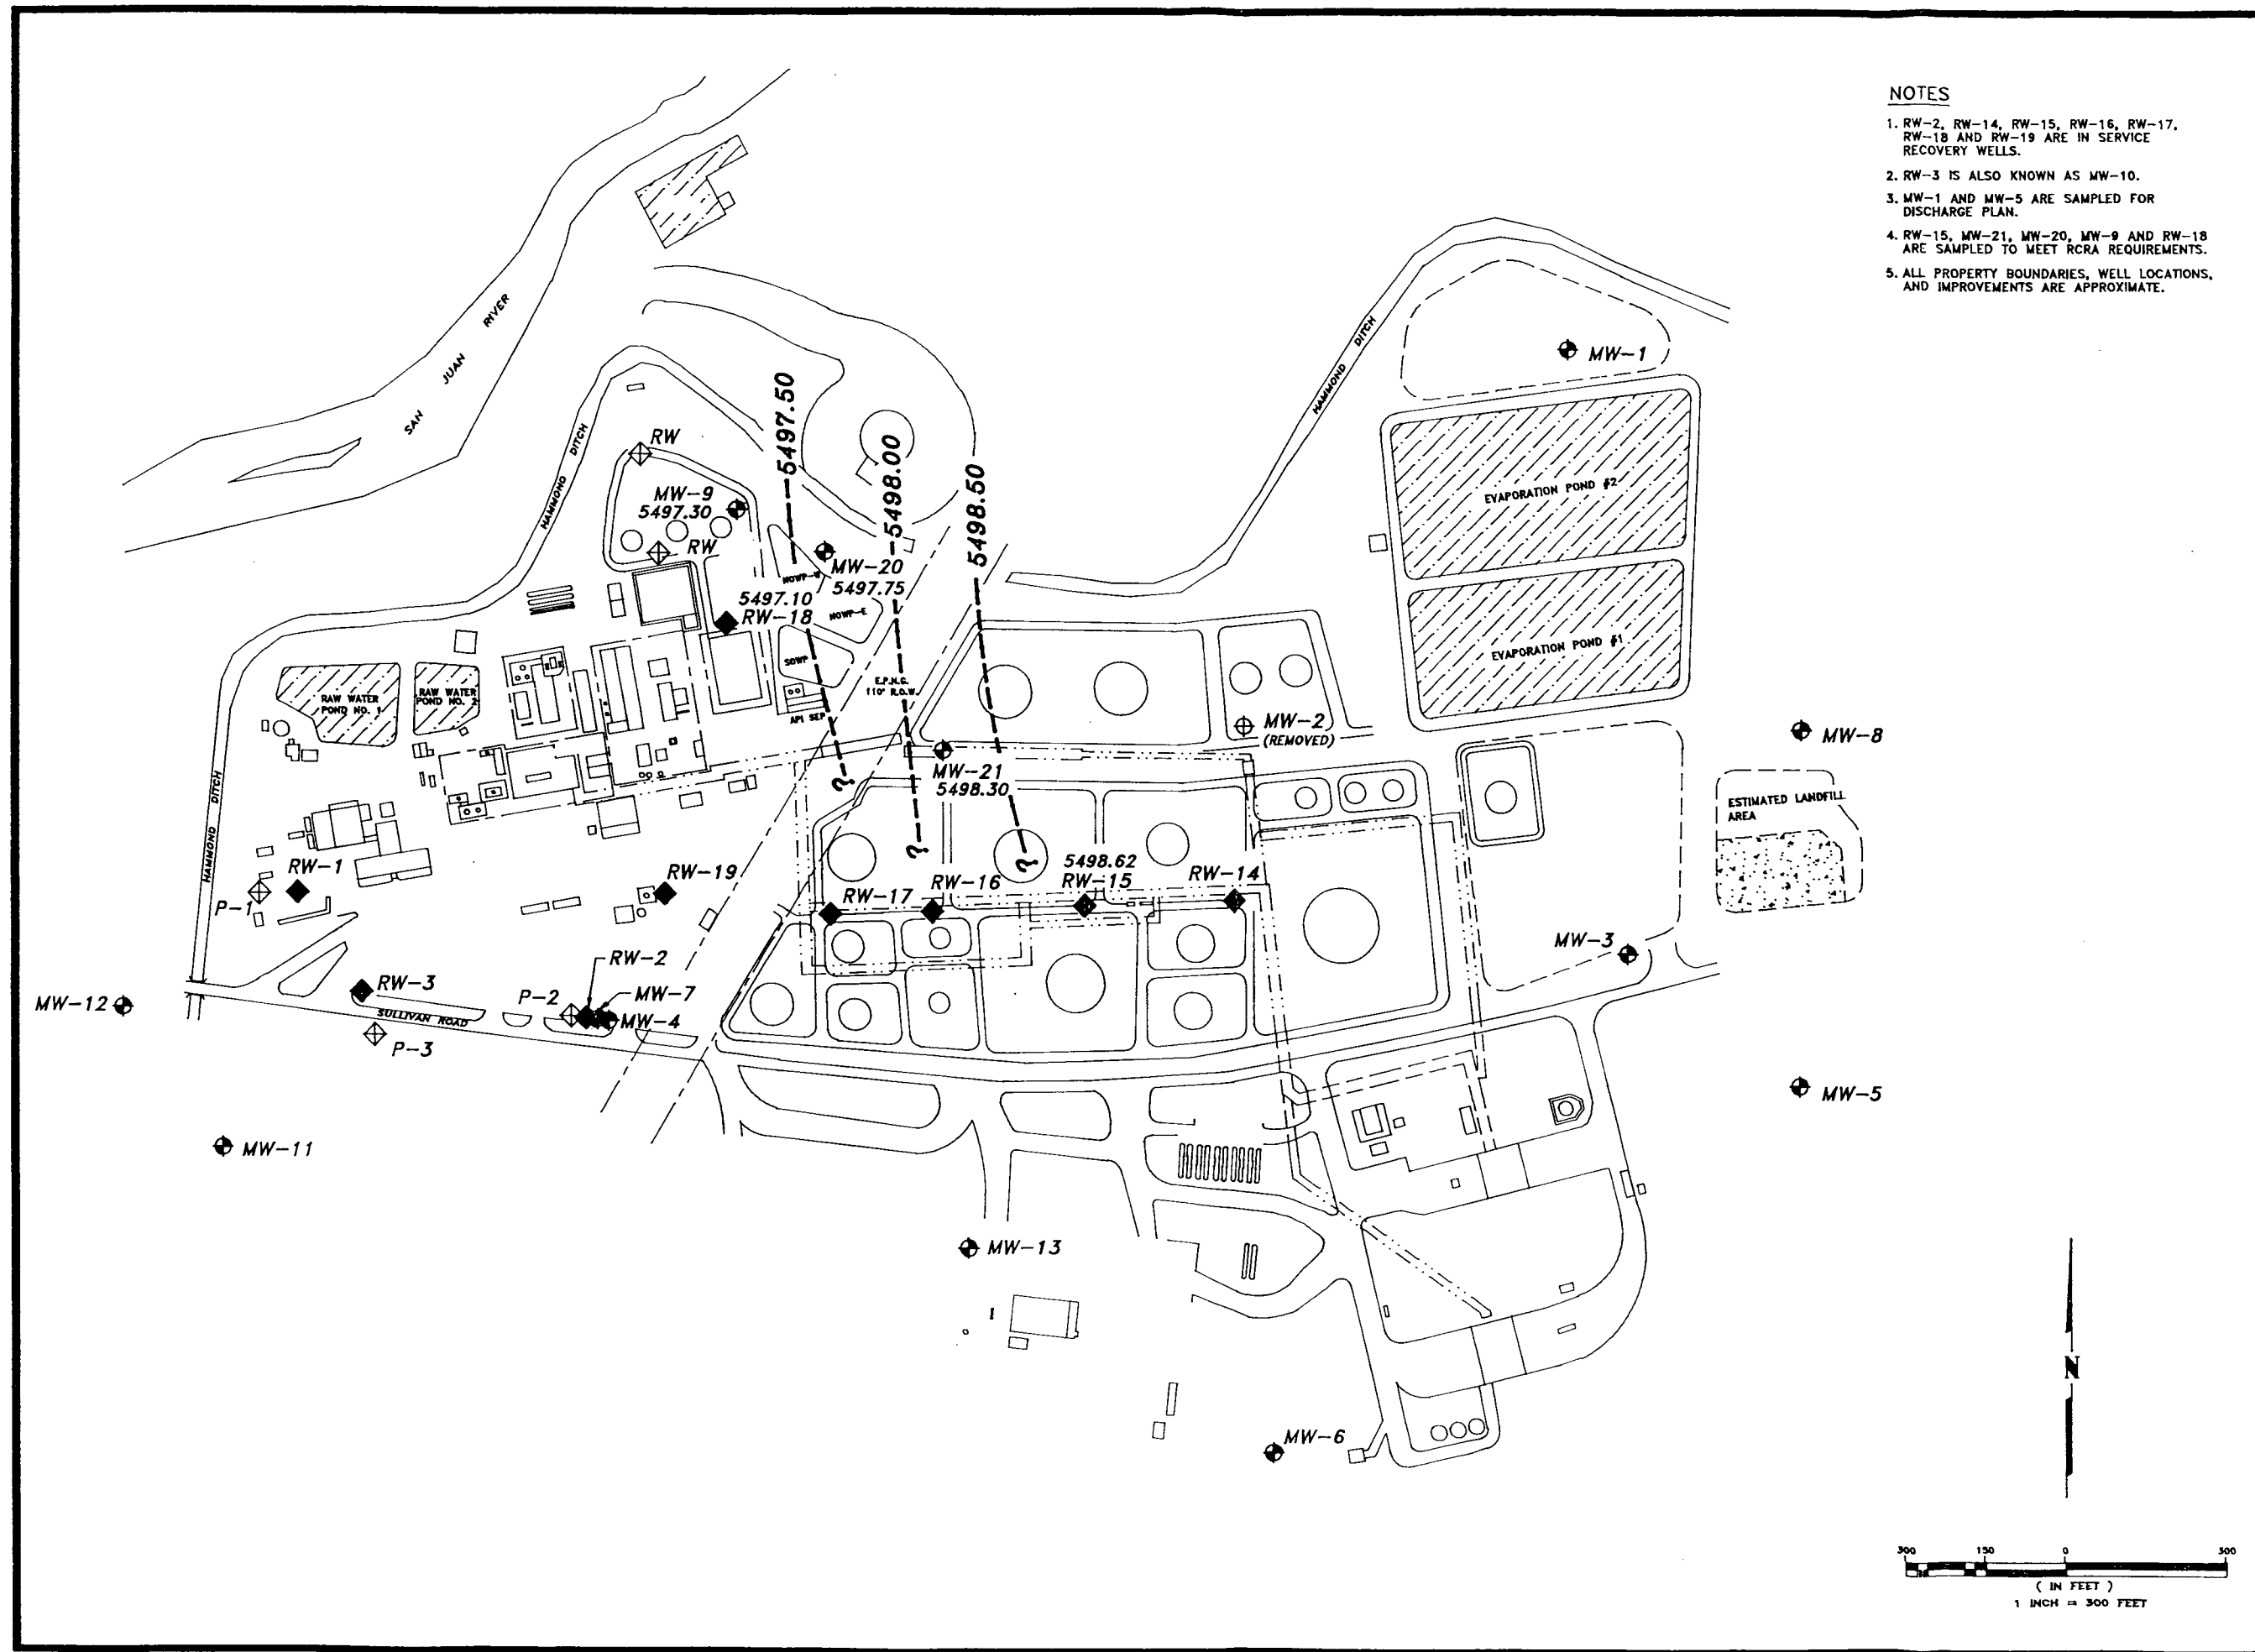 NOTES
1. RW-2, RW-14, RW-15, RW-16, RW-17,
RW-18 AND RW-19 ARE IN SERVICE
RECOVERY WELLS.
2. RW-3 IS ALSO KNOWN AS MW-10.
3. MW-1 AND MW-5 ARE SAMPLED FOR
DISCHARGE PLAN.
4. RW-15, MW-21, MW-20, MW-9 AND RW-18
ARE SAMPLED TO MEET RCRA REQUIREMENTS.
5. ALL PROPERTY BOUNDARIES, WELL LOCATIONS,
AND IMPROVEMENTS ARE APPROXIMATE.
SAN JUAN RIVER
HAMMOND DITCH
HAMMOND DITCH
HAMMOND DITCH
MW-1
5497.50
5498.00
5498.50
RW
MW-9
5497.30
RW
EVAPORATION POND #2
EVAPORATION POND #1
NOWP-W
MW-20
5497.75
5497.10
RW-18
NOWP-E
SOWP
E.P.N.G.
110' R.O.W.
API SEP
RAW WATER
POND NO. 1
RAW WATER
POND NO. 2
MW-2
(REMOVED)
MW-8
MW-21
5498.30
?
?
?
ESTIMATED LANDFILL
AREA
5498.62
RW-15
RW-14
RW-16
RW-17
RW-19
RW-1
P-1
MW-3
RW-2
MW-7
MW-4
P-2
RW-3
SULLIVAN ROAD
P-3
MW-12
MW-5
MW-11
MW-13
MW-6
N
300 150 0 300
( IN FEET )
1 INCH = 300 FEET